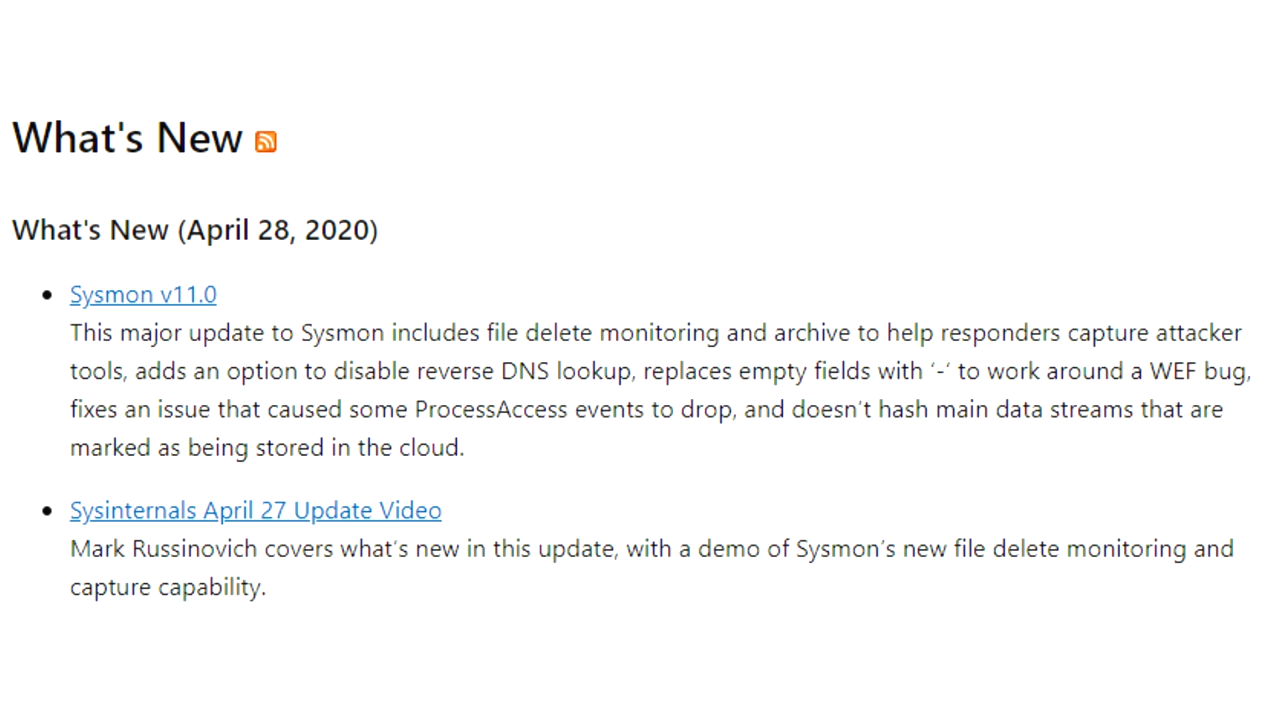 What's New
What's New (April 28, 2020)
Sysmon v11.0
This major update to Sysmon includes file delete monitoring and archive to help responders capture attacker
tools, adds an option to disable reverse DNS lookup, replaces empty fields with ‘-‘ to work around a WEF bug,
fixes an issue that caused some ProcessAccess events to drop, and doesn’t hash main data streams that are
marked as being stored in the cloud.
Sysinternals April 27 Update Video
Mark Russinovich covers what’s new in this update, with a demo of Sysmon’s new file delete monitoring and
capture capability.